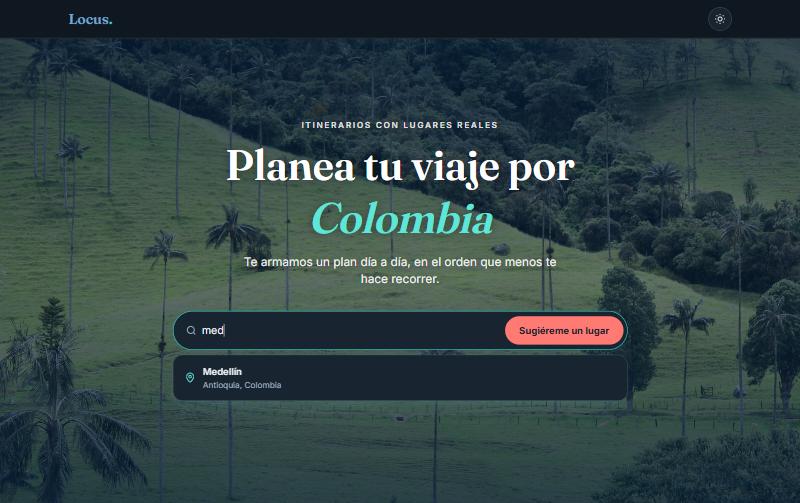 Locus.
ITINERARIOS CON LUGARES REALES
Planea tu viaje por
Colombia
Te armamos un plan día a día, en el orden que menos te
hace recorrer.
med
Sugiéreme un lugar
Medellín
Antioquia, Colombia